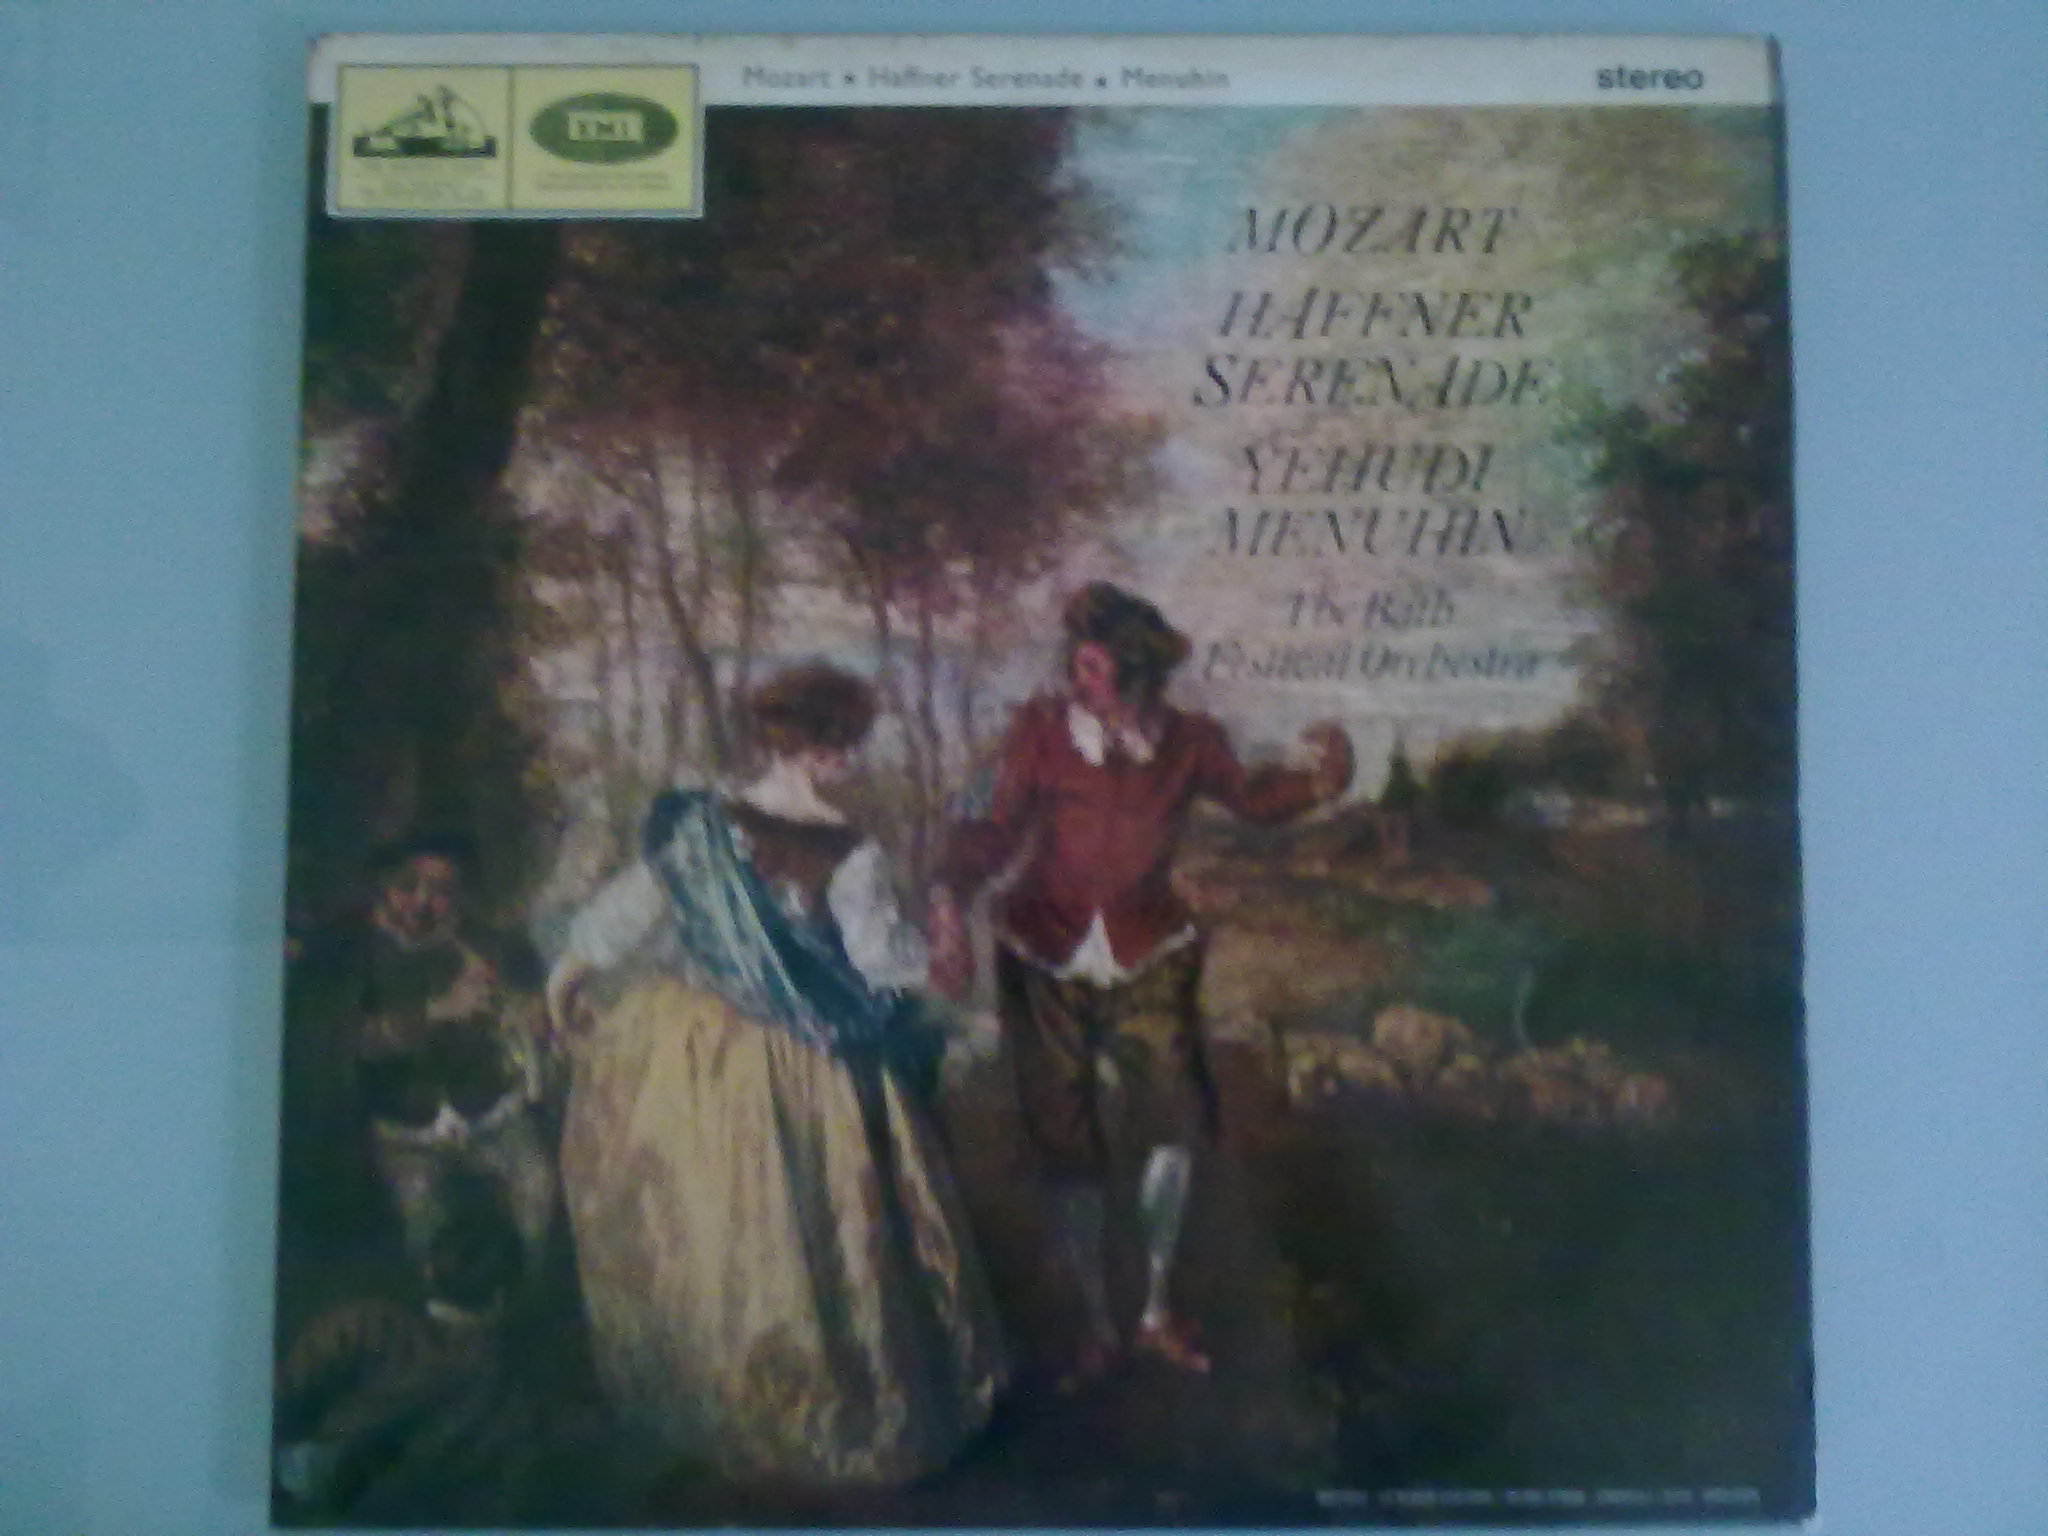 Mozart • Haffner Serenade • Menuhin
stereo
EMI
MOZART
HAFFNER
SERENADE
YEHUDI
MENUHIN
The Bath
Festival Orchestra